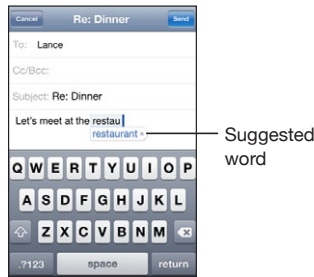 Cancel Re: Dinner Send
To: Lance
Cc/Bcc:
Subject: Re: Dinner
Let's meet at the restau
restaurant ×
Suggested
word
Q W E R T Y U I O P
A S D F G H J K L
Z X C V B N M
.?123 space return